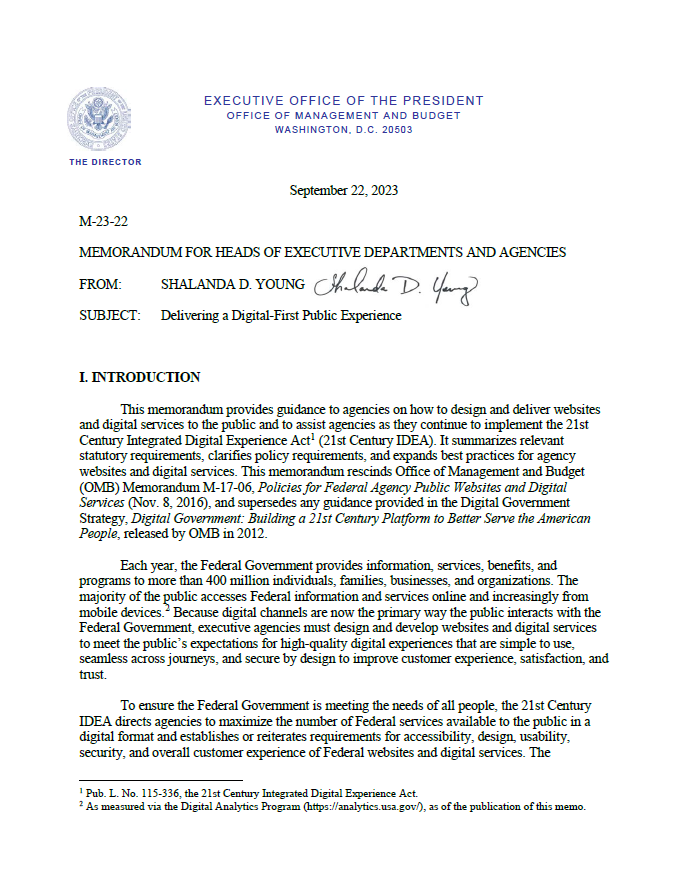 EXECUTIVE OFFICE OF THE PRESIDENT
OFFICE OF MANAGEMENT AND BUDGET
WASHINGTON, D.C. 20503
THE DIRECTOR
September 22, 2023
M-23-22
MEMORANDUM FOR HEADS OF EXECUTIVE DEPARTMENTS AND AGENCIES
FROM: SHALANDA D. YOUNG Shalanda D. Young
SUBJECT: Delivering a Digital-First Public Experience
I. INTRODUCTION
This memorandum provides guidance to agencies on how to design and deliver websites
and digital services to the public and to assist agencies as they continue to implement the 21st
Century Integrated Digital Experience Act¹ (21st Century IDEA). It summarizes relevant
statutory requirements, clarifies policy requirements, and expands best practices for agency
websites and digital services. This memorandum rescinds Office of Management and Budget
(OMB) Memorandum M-17-06, Policies for Federal Agency Public Websites and Digital
Services (Nov. 8, 2016), and supersedes any guidance provided in the Digital Government
Strategy, Digital Government: Building a 21st Century Platform to Better Serve the American
People, released by OMB in 2012.
Each year, the Federal Government provides information, services, benefits, and
programs to more than 400 million individuals, families, businesses, and organizations. The
majority of the public accesses Federal information and services online and increasingly from
mobile devices.² Because digital channels are now the primary way the public interacts with the
Federal Government, executive agencies must design and develop websites and digital services
to meet the public's expectations for high-quality digital experiences that are simple to use,
seamless across journeys, and secure by design to improve customer experience, satisfaction, and
trust.
To ensure the Federal Government is meeting the needs of all people, the 21st Century
IDEA directs agencies to maximize the number of Federal services available to the public in a
digital format and establishes or reiterates requirements for accessibility, design, usability,
security, and overall customer experience of Federal websites and digital services. The
¹ Pub. L. No. 115-336, the 21st Century Integrated Digital Experience Act.
² As measured via the Digital Analytics Program (https://analytics.usa.gov/), as of the publication of this memo.